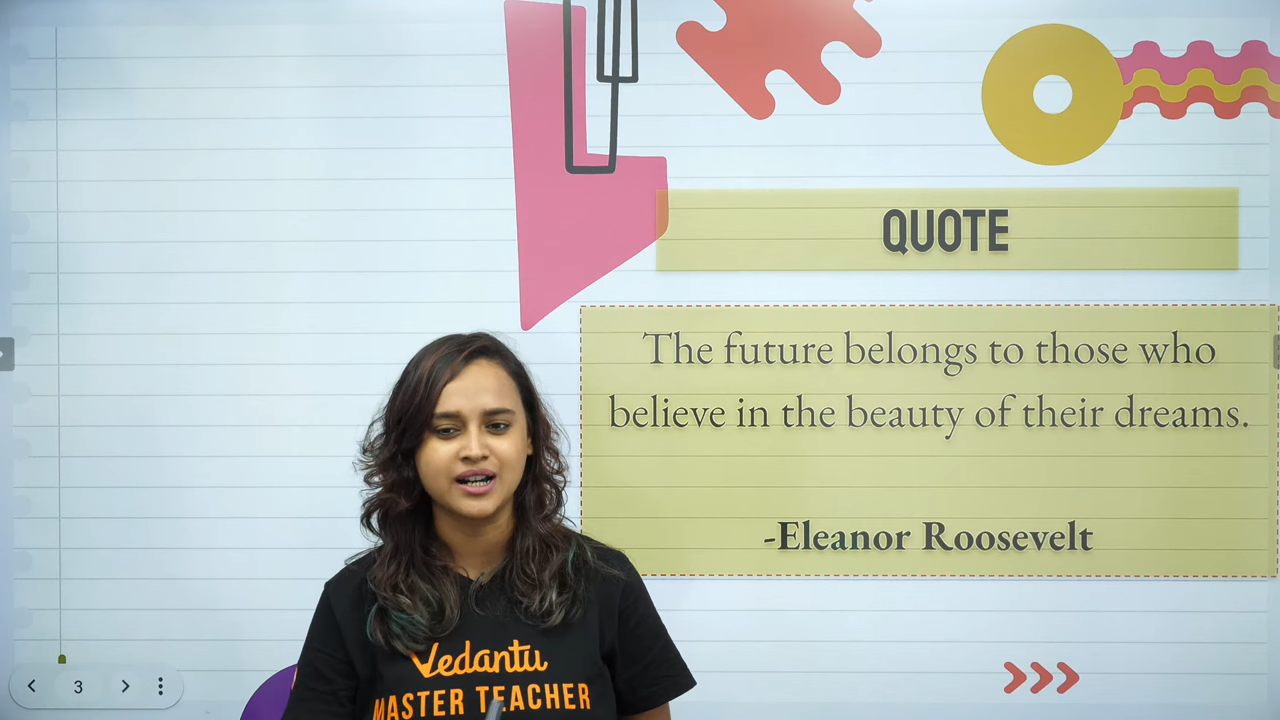 QUOTE
The future belongs to those who
believe in the beauty of their dreams.
-Eleanor Roosevelt
Vedantu
MASTER TEACHER
3